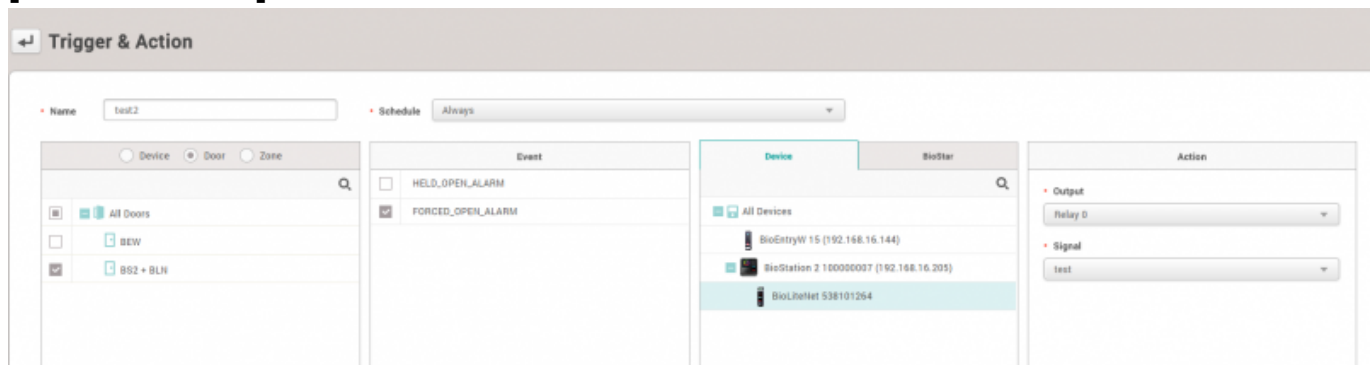 Trigger & Action
• Name test2 • Schedule Always
Device Door Zone
Event
Device BioStar
Action
HELD_OPEN_ALARM
FORCED_OPEN_ALARM
All Doors
BEW
BS2 + BLN
All Devices
BioEntryW 15 (192.168.16.144)
BioStation 2 100000007 (192.168.16.205)
BioLiteNet 538101264
• Output
Relay 0
• Signal
test